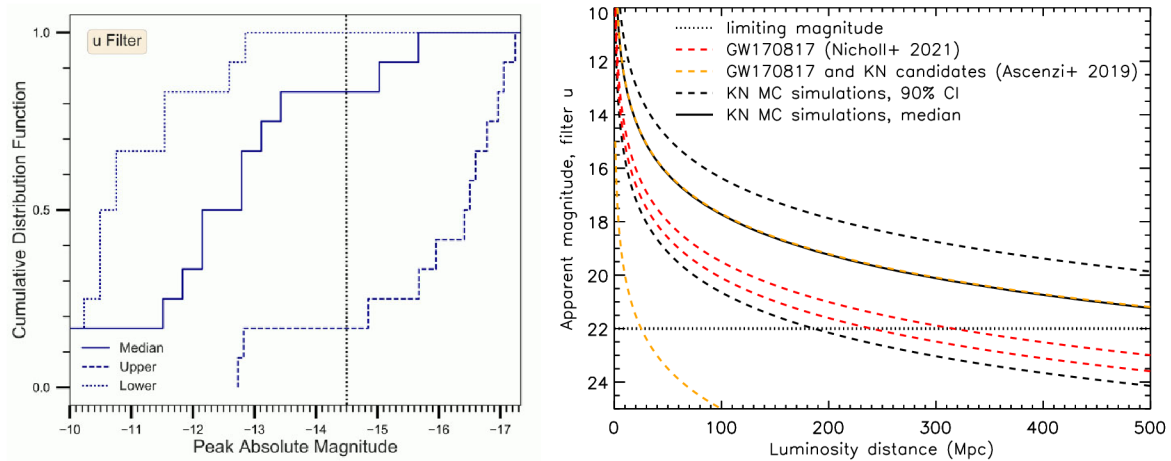 u Filter
Cumulative Distribution Function
1.0
0.5
0.0
Median
Upper
Lower
−10
−11
−12
−13
−14
−15
−16
−17
Peak Absolute Magnitude
Apparent magnitude, filter u
10
12
14
16
18
20
22
24
limiting magnitude
GW170817 (Nicholl+ 2021)
GW170817 and KN candidates (Ascenzi+ 2019)
KN MC simulations, 90% CI
KN MC simulations, median
0
100
200
300
400
500
Luminosity distance (Mpc)